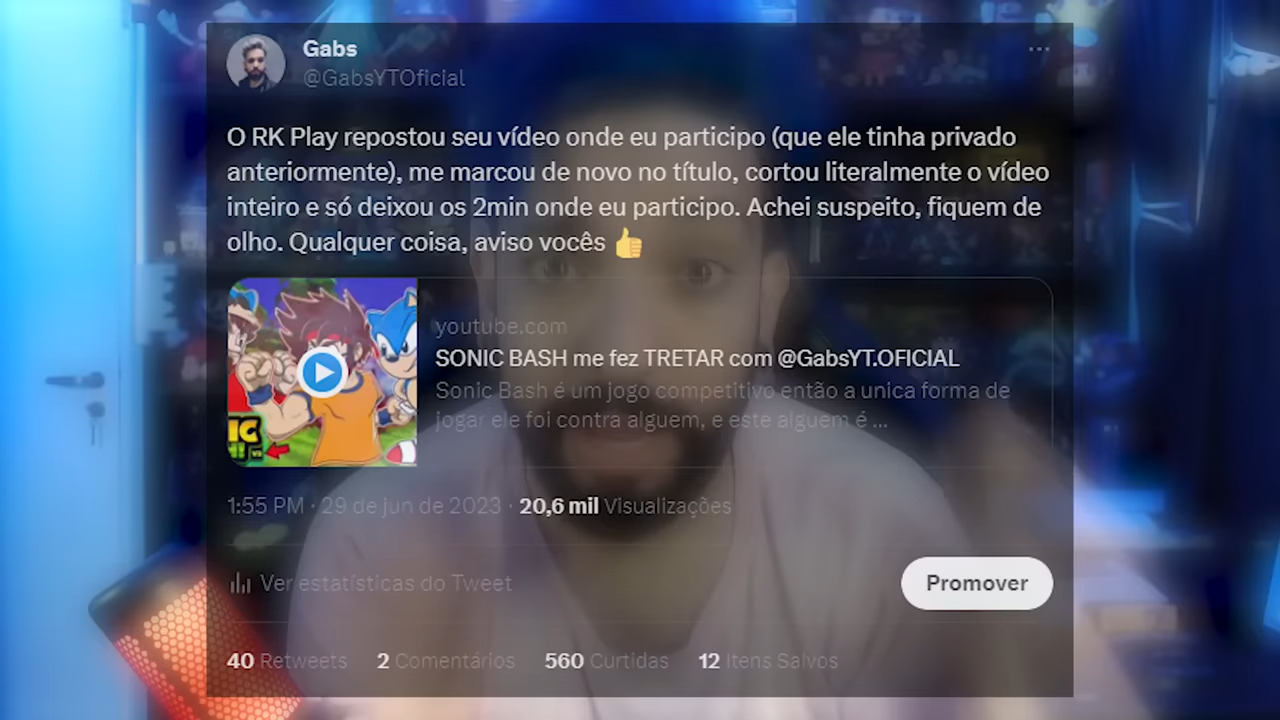 Gabs
@GabsYTOficial
O RK Play repostou seu vídeo onde eu participo (que ele tinha privado
anteriormente), me marcou de novo no título, cortou literalmente o vídeo
inteiro e só deixou os 2min onde eu participo. Achei suspeito, fiquem de
olho. Qualquer coisa, aviso vocês 👍
youtube.com
SONIC BASH me fez TRETAR com @GabsYT.OFICIAL
Sonic Bash é um jogo competitivo então a unica forma de
jogar ele foi contra alguem, e este alguem é ...
1:55 PM · 29 de jun de 2023 · 20,6 mil Visualizações
Ver estatísticas do Tweet
Promover
40 Retweets 2 Comentários 560 Curtidas 12 Itens Salvos